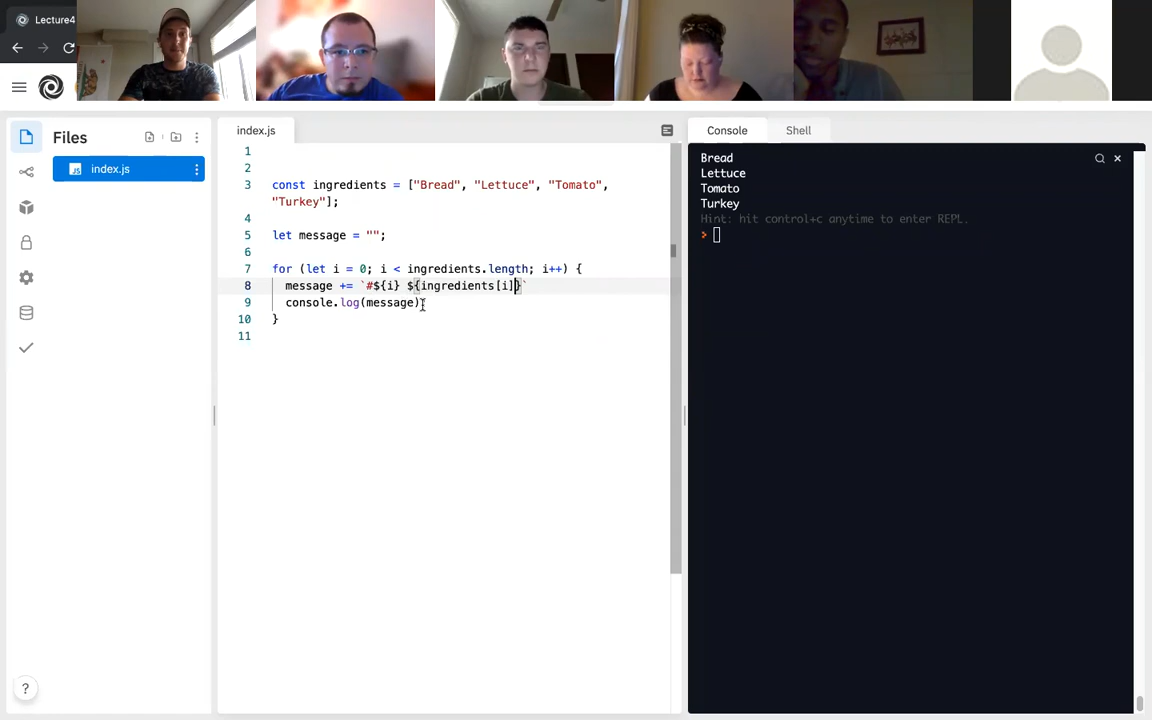 Lecture4
Files
index.js
index.js
1
2
3 const ingredients = ["Bread", "Lettuce", "Tomato",
"Turkey"];
4
5 let message = "";
6
7 for (let i = 0; i < ingredients.length; i++) {
8 message += `#${i} ${ingredients[i]}`
9 console.log(message)
10 }
11
Console Shell
Bread
Lettuce
Tomato
Turkey
Hint: hit control+c anytime to enter REPL.
>
?